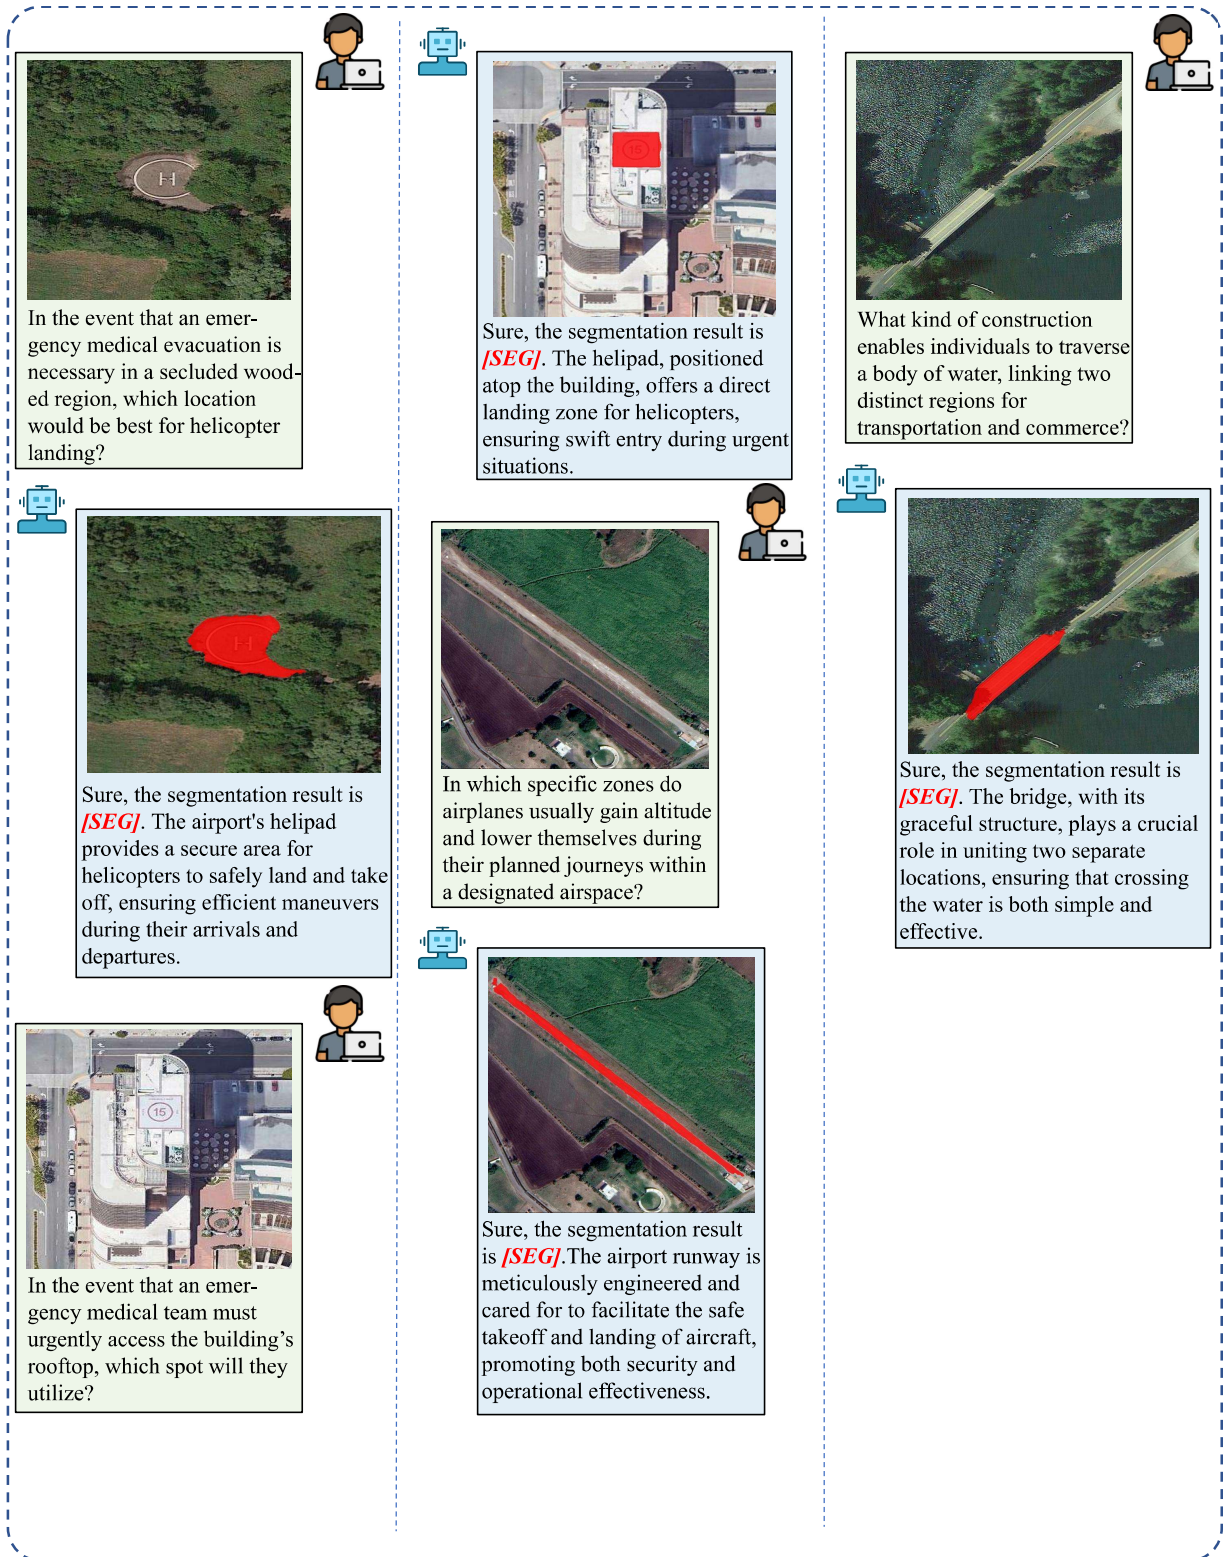 H
In the event that an emer-
gency medical evacuation is
necessary in a secluded wood-
ed region, which location
would be best for helicopter
landing?
H
Sure, the segmentation result is
[SEG]. The airport's helipad
provides a secure area for
helicopters to safely land and take
off, ensuring efficient maneuvers
during their arrivals and
departures.
15
In the event that an emer-
gency medical team must
urgently access the building’s
rooftop, which spot will they
utilize?
15
Sure, the segmentation result is
[SEG]. The helipad, positioned
atop the building, offers a direct
landing zone for helicopters,
ensuring swift entry during urgent
situations.
In which specific zones do
airplanes usually gain altitude
and lower themselves during
their planned journeys within
a designated airspace?
Sure, the segmentation result
is [SEG].The airport runway is
meticulously engineered and
cared for to facilitate the safe
takeoff and landing of aircraft,
promoting both security and
operational effectiveness.
What kind of construction
enables individuals to traverse
a body of water, linking two
distinct regions for
transportation and commerce?
Sure, the segmentation result is
[SEG]. The bridge, with its
graceful structure, plays a crucial
role in uniting two separate
locations, ensuring that crossing
the water is both simple and
effective.